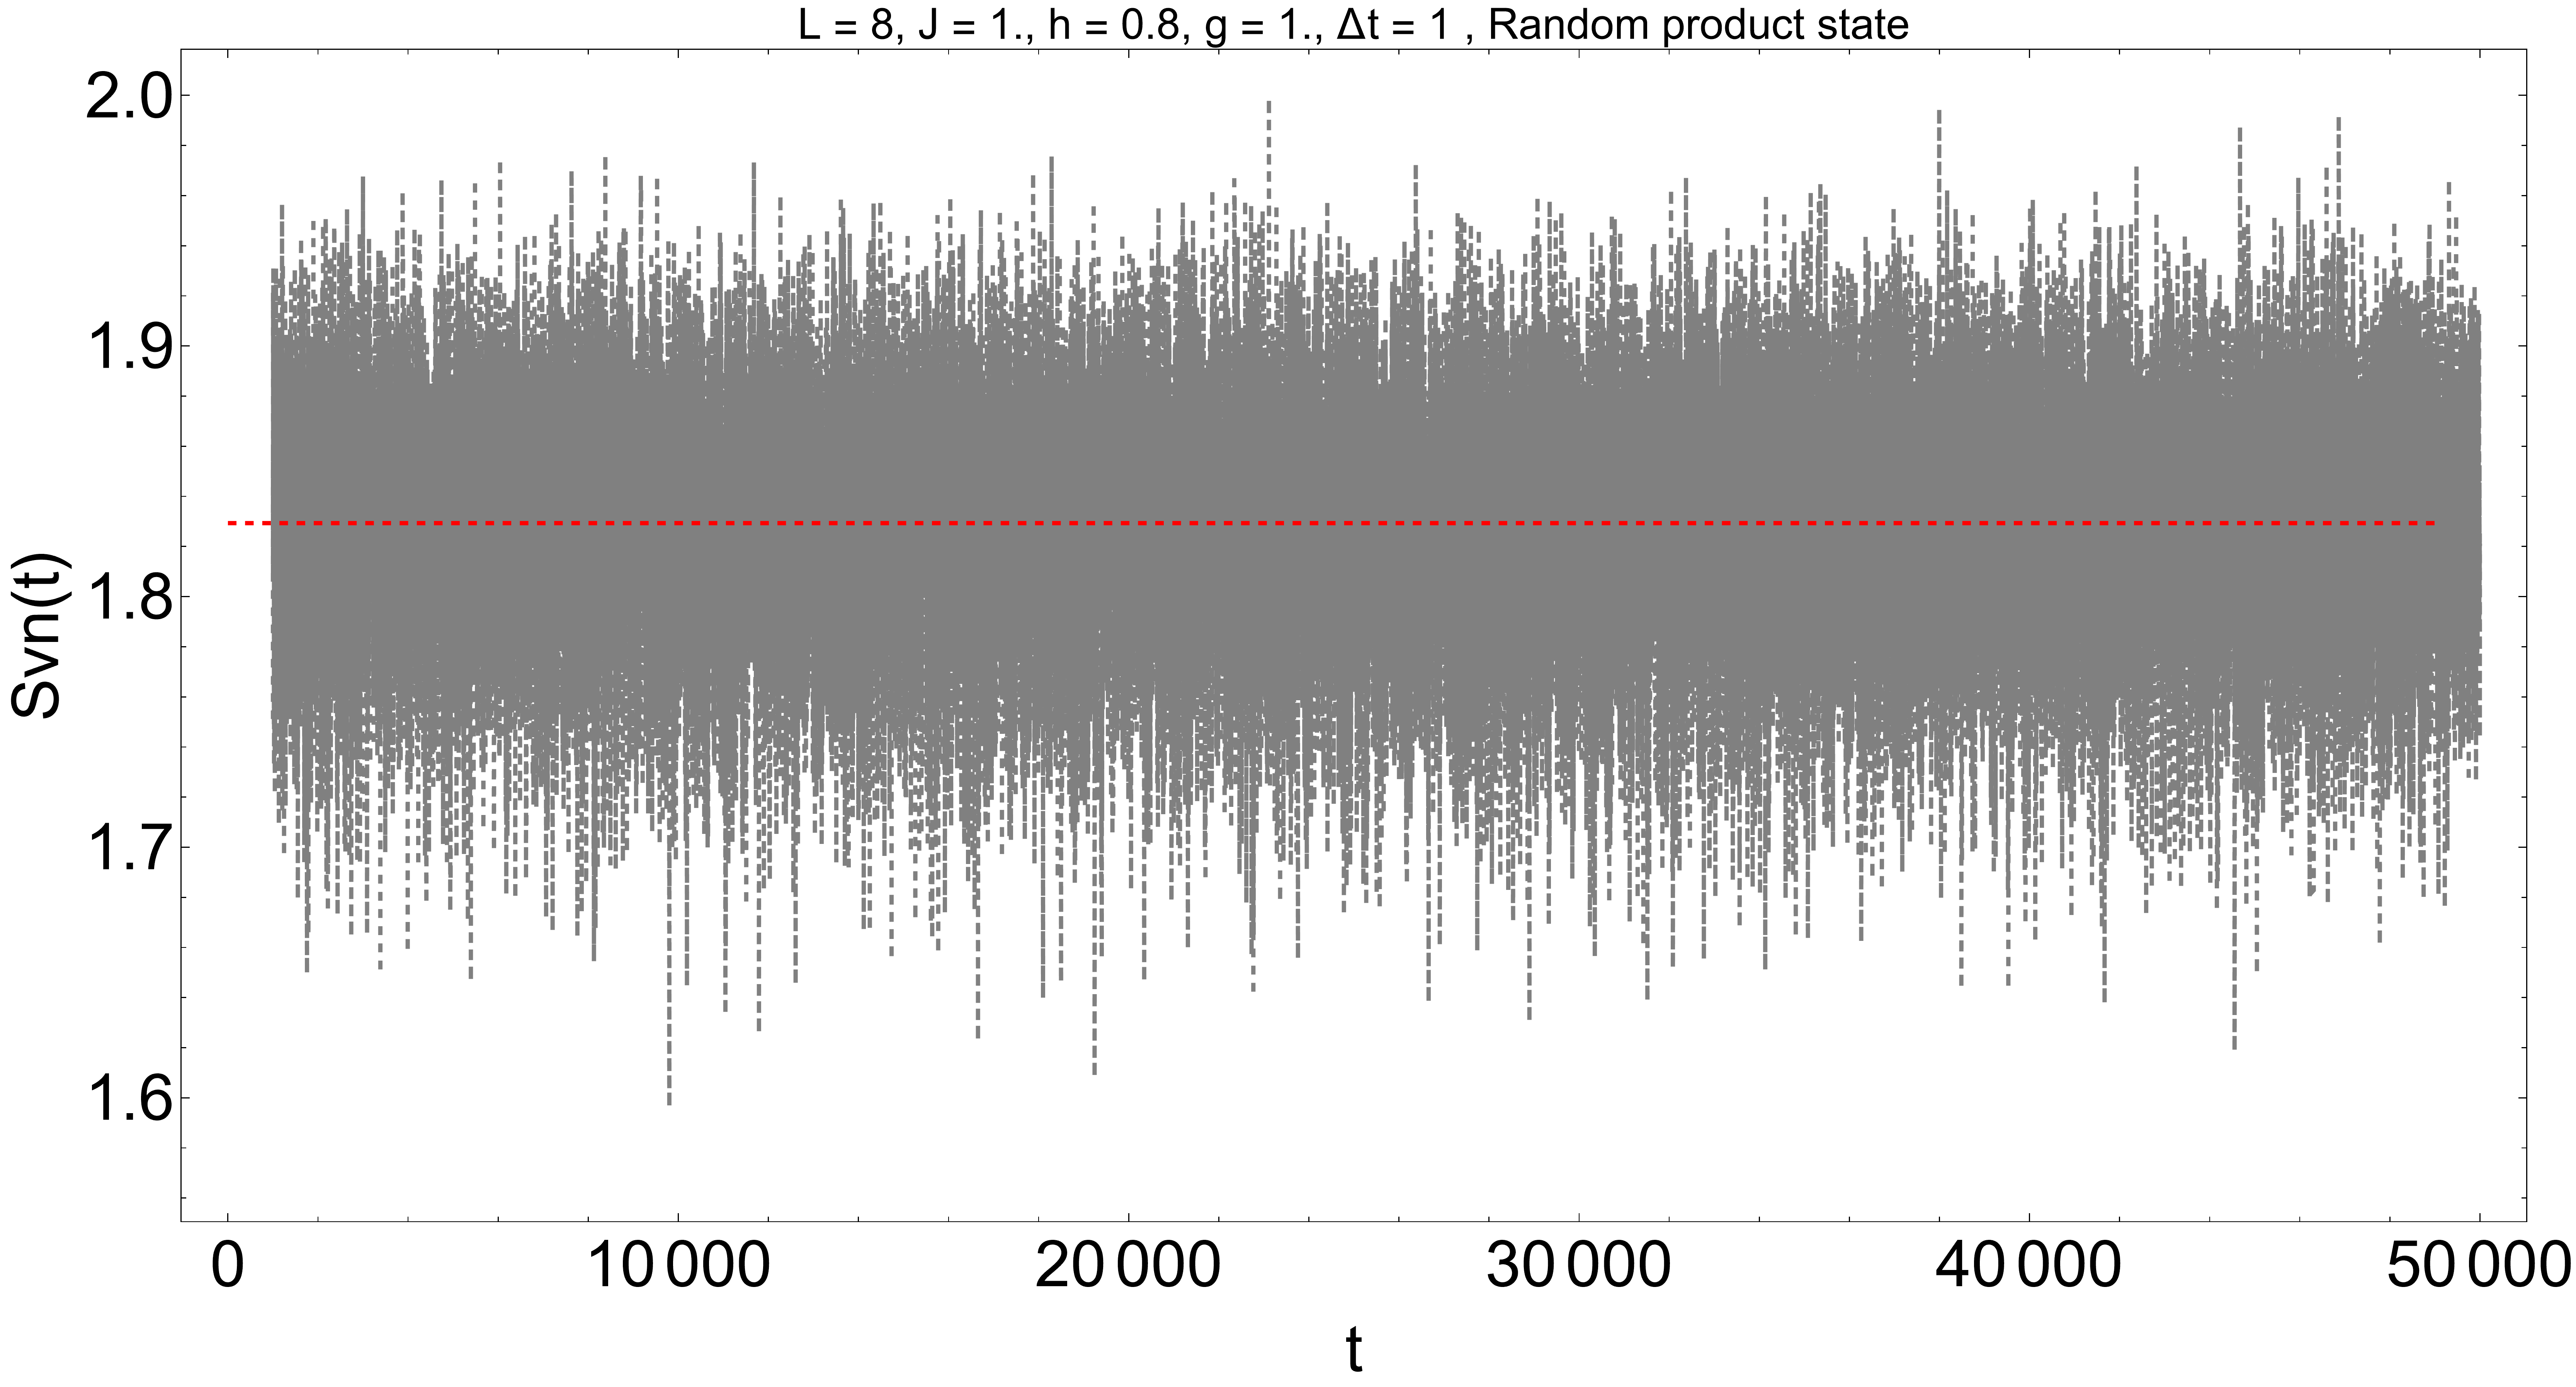 L = 8, J = 1., h = 0.8, g = 1., Δt = 1 , Random product state
2.0
1.9
1.8
1.7
1.6
Svn(t)
0 10 000 20 000 30 000 40 000 50 000
t